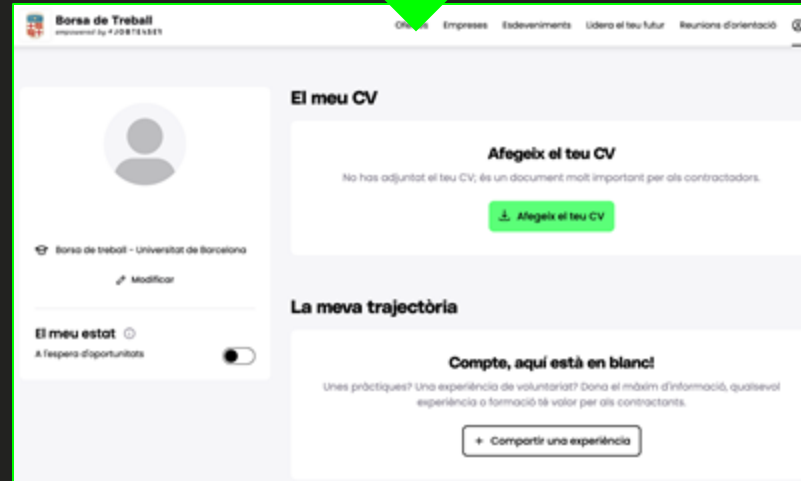 Borsa de Treball
empowered by JOBTEASER
Empreses
Esdeveniments
Lidera el teu futur
Reunions d'orientació
El meu CV
Afegeix el teu CV
No has adjuntat el teu CV; és un document molt important per als contractadors.
Afegeix el teu CV
Borsa de treball - Universitat de Barcelona
Modificar
El meu estat
A l'espera d'oportunitats
La meva trajectòria
Compte, aquí està en blanc!
Unes pràctiques? Una experiència de voluntariat? Dona el màxim d'informació, qualsevol
experiència o formació té valor per als contractants.
+ Compartir una experiència